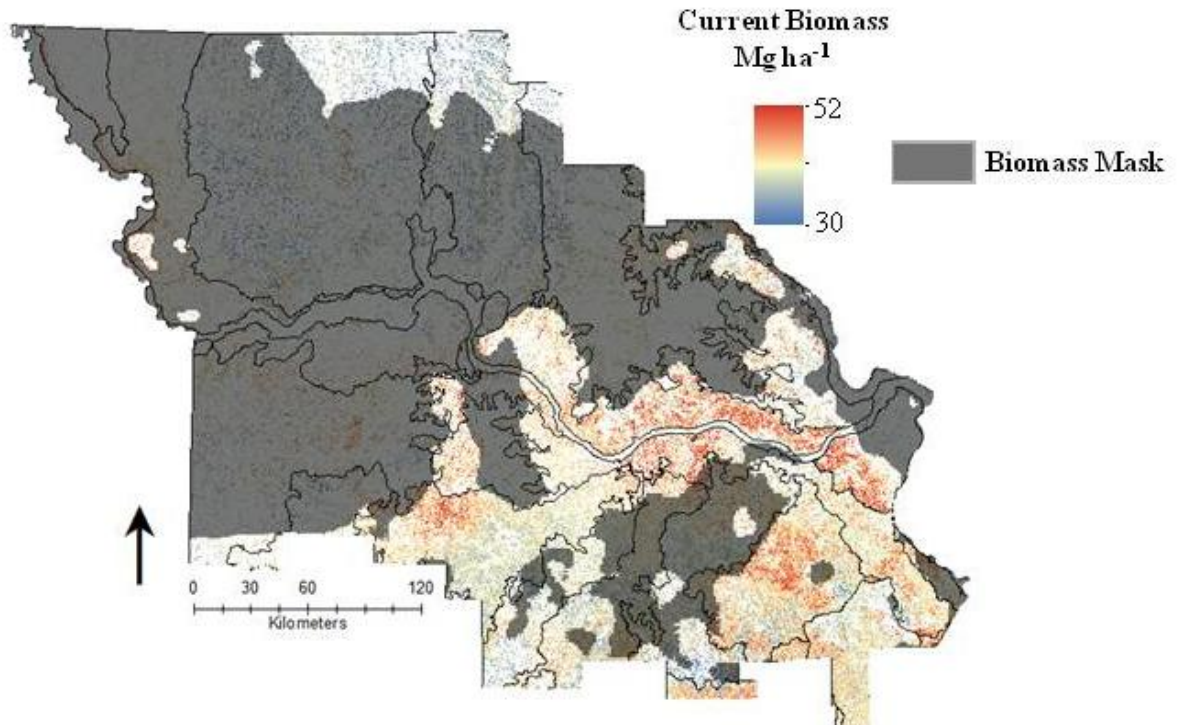 Current Biomass
Mg ha-1
52
30
Biomass Mask
0 30 60 120
Kilometers